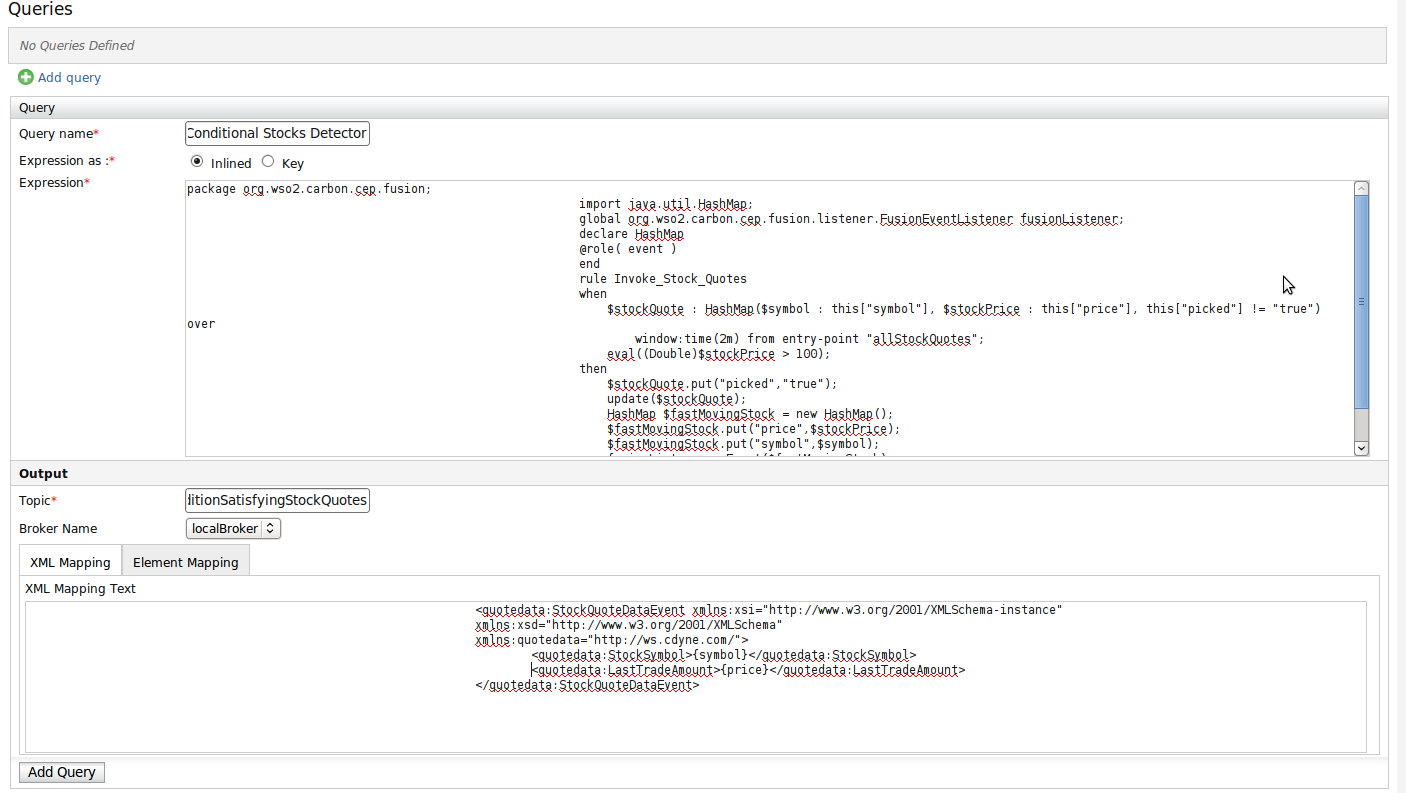 Queries
No Queries Defined
Add query
Query
Query name*
Conditional Stocks Detector
Expression as :*
Inlined
Key
Expression*
package org.wso2.carbon.cep.fusion;
import java.util.HashMap;
global org.wso2.carbon.cep.fusion.listener.FusionEventListener fusionListener;
declare HashMap
@role( event )
end
rule Invoke_Stock_Quotes
when
$stockQuote : HashMap($symbol : this["symbol"], $stockPrice : this["price"], this["picked"] != "true")
over
window:time(2m) from entry-point "allStockQuotes";
eval((Double)$stockPrice > 100);
then
$stockQuote.put("picked","true");
update($stockQuote);
HashMap $fastMovingStock = new HashMap();
$fastMovingStock.put("price",$stockPrice);
$fastMovingStock.put("symbol",$symbol);
Output
Topic*
ditionSatisfyingStockQuotes
Broker Name
localBroker
XML Mapping
Element Mapping
XML Mapping Text
<quotedata:StockQuoteDataEvent xmlns:xsi="http://www.w3.org/2001/XMLSchema-instance"
xmlns:xsd="http://www.w3.org/2001/XMLSchema"
xmlns:quotedata="http://ws.cdyne.com/">
<quotedata:StockSymbol>{symbol}</quotedata:StockSymbol>
<quotedata:LastTradeAmount>{price}</quotedata:LastTradeAmount>
</quotedata:StockQuoteDataEvent>
Add Query